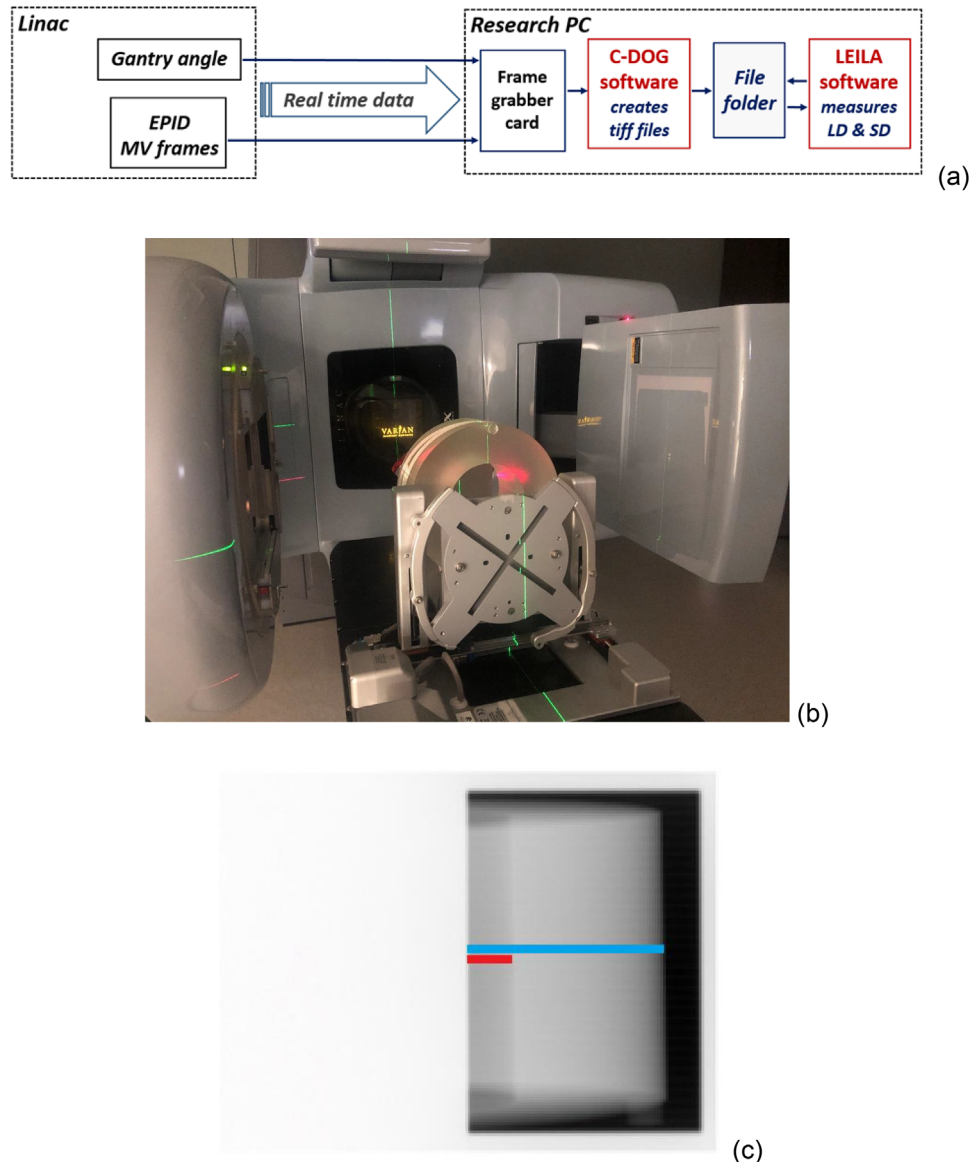 Linac
Gantry angle
EPID
MV frames
Real time data
Research PC
Frame
grabber
card
C-DOG
software
creates
tiff files
File
folder
LEILA
software
measures
LD & SD
(a)
VARIAN
(b)
(c)